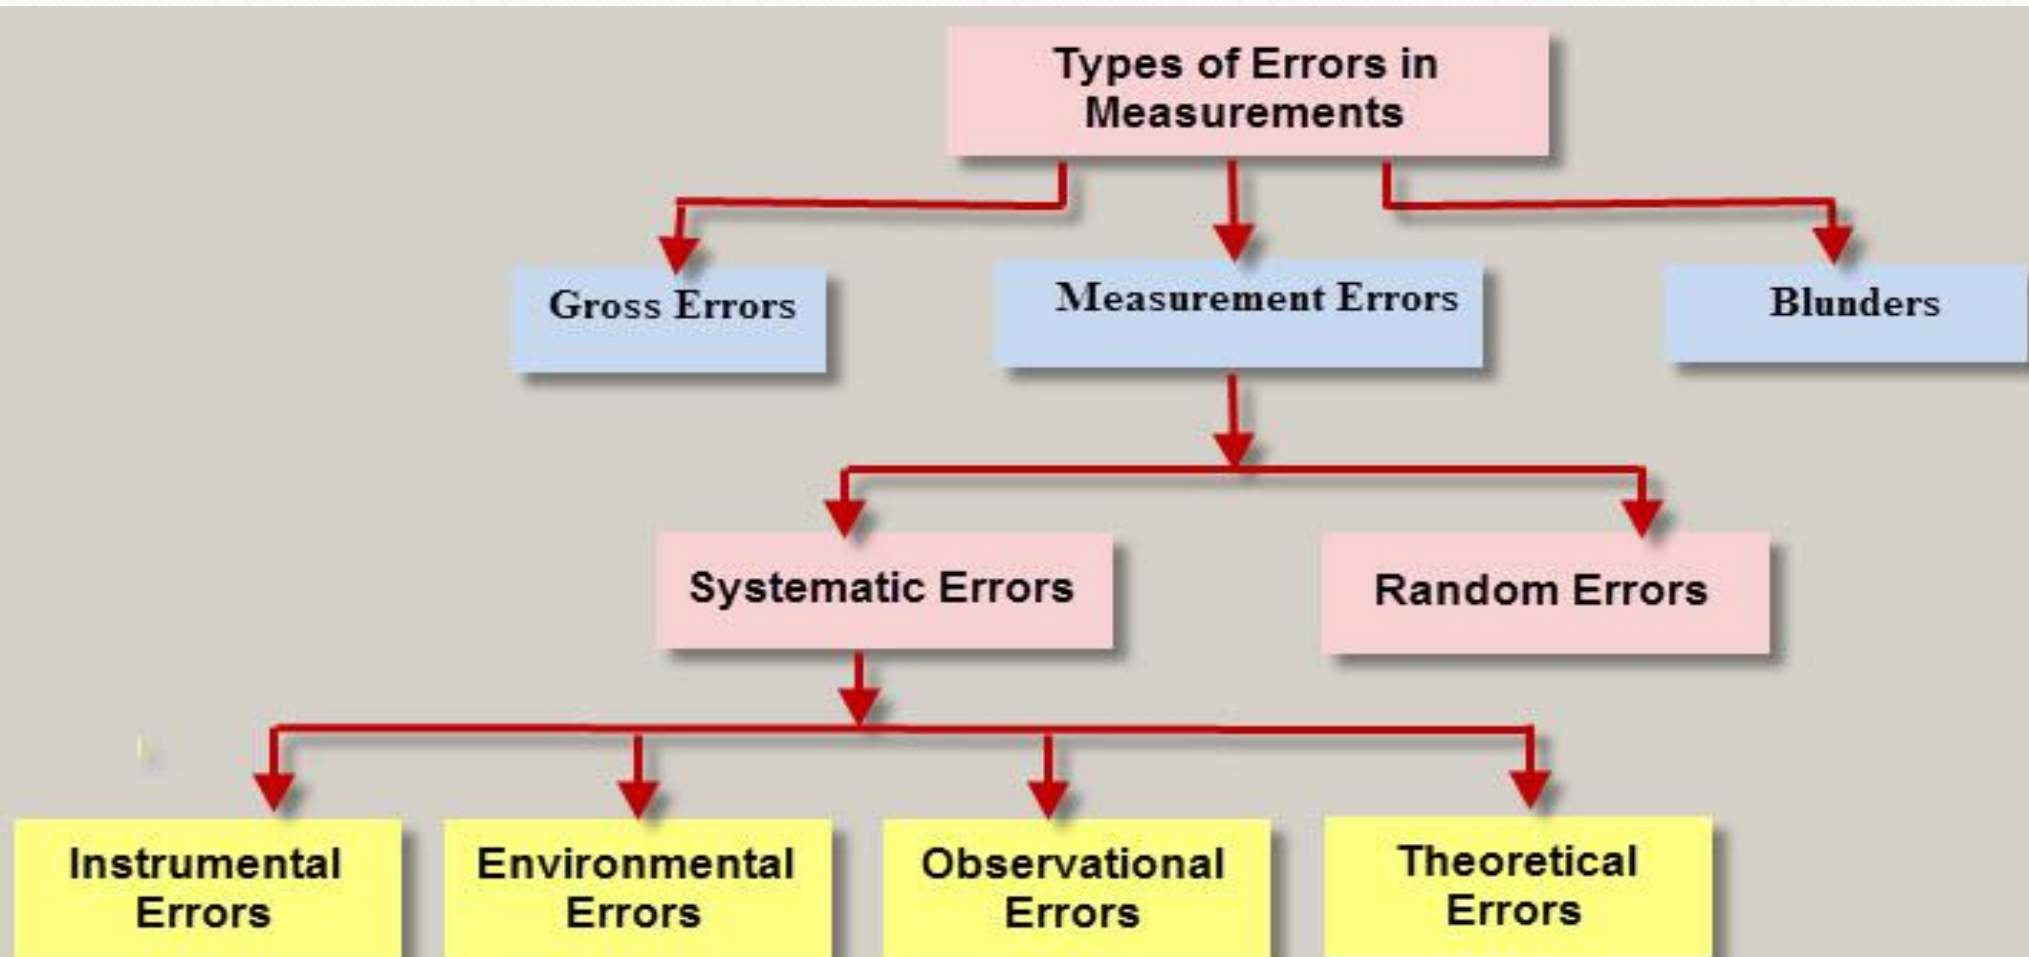 Types of Errors in
Measurements
Gross Errors
Measurement Errors
Blunders
Systematic Errors
Random Errors
Instrumental
Errors
Environmental
Errors
Observational
Errors
Theoretical
Errors